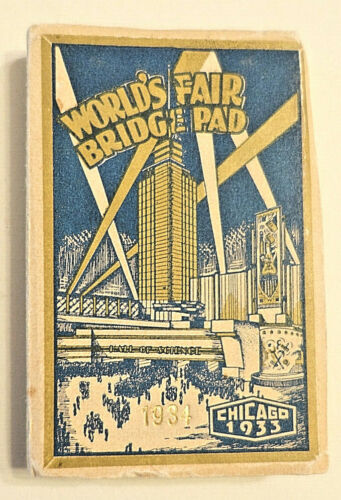 WORLD'S FAIR
BRIDGE PAD
HALL OF SCIENCE
1934
CHICAGO
1933